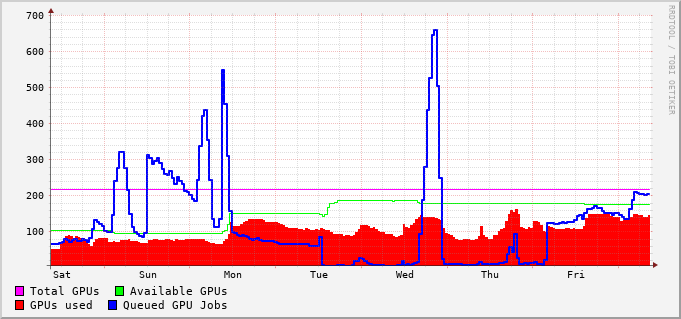 700
600
500
400
300
200
100
Sat Sun Mon Tue Wed Thu Fri
Total GPUs Available GPUs
GPUs used Queued GPU Jobs
RRDTOOL / TOBI OETIKER